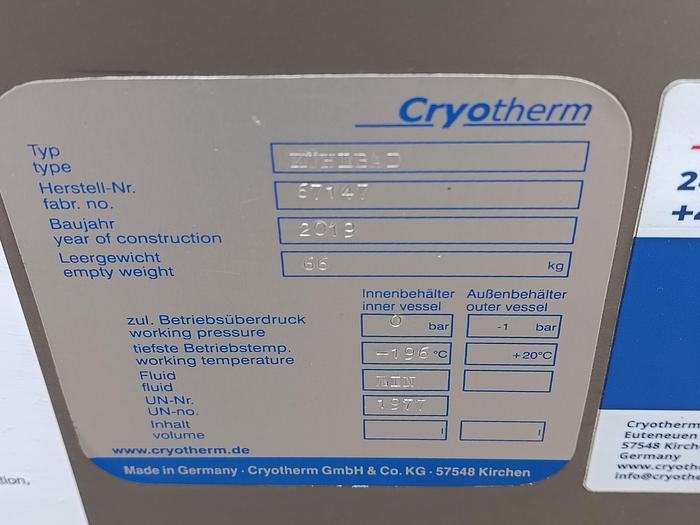 Cryotherm
Typ
type
KÜHLBAD
Herstell-Nr.
fabr. no.
67147
Baujahr
year of construction
2019
Leergewicht
empty weight
66 kg
Innenbehälter Außenbehälter
inner vessel outer vessel
zul. Betriebsüberdruck
working pressure
0 bar -1 bar
tiefste Betriebstemp.
working temperature
-196 °C +20°C
Fluid
fluid
LIN
UN-Nr.
UN-no.
1977
Inhalt
volume
l l
www.cryotherm.de
Made in Germany · Cryotherm GmbH & Co. KG · 57548 Kirchen
Cryotherm
Euteneuen
57548 Kirche
Germany
www.cryoth
info@cryothe